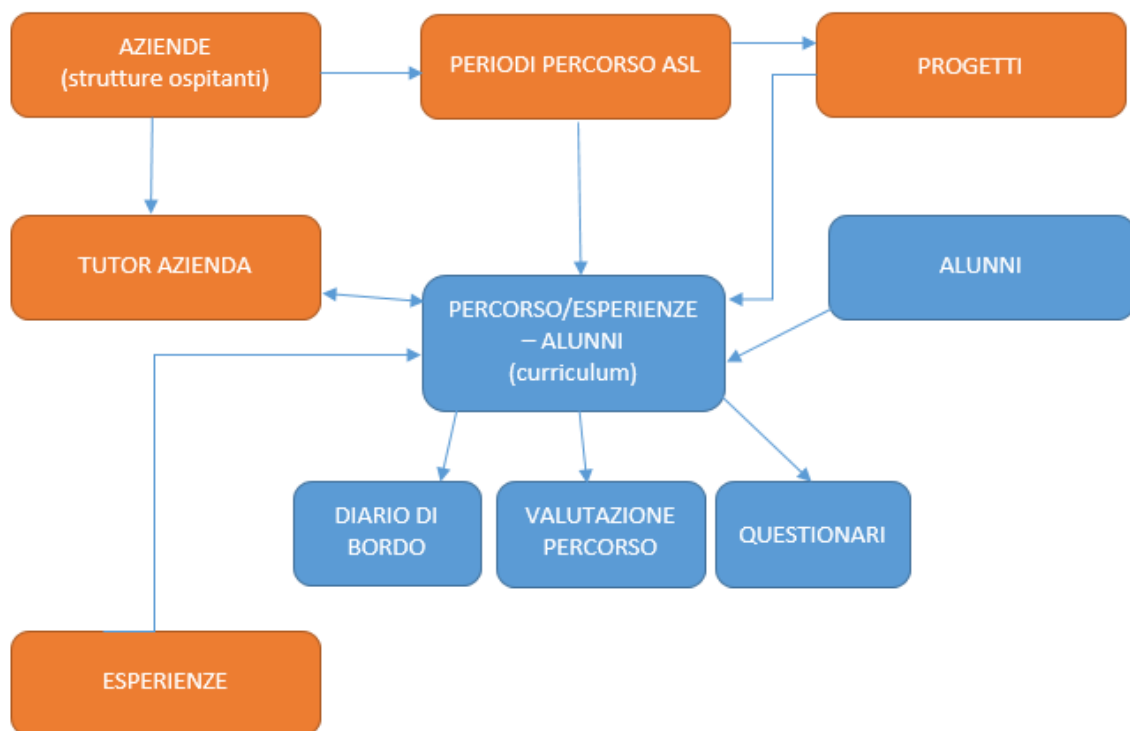 AZIENDE
(strutture ospitanti)
PERIODI PERCORSO ASL
PROGETTI
TUTOR AZIENDA
ALUNNI
PERCORSO/ESPERIENZE
– ALUNNI
(curriculum)
DIARIO DI
BORDO
VALUTAZIONE
PERCORSO
QUESTIONARI
ESPERIENZE